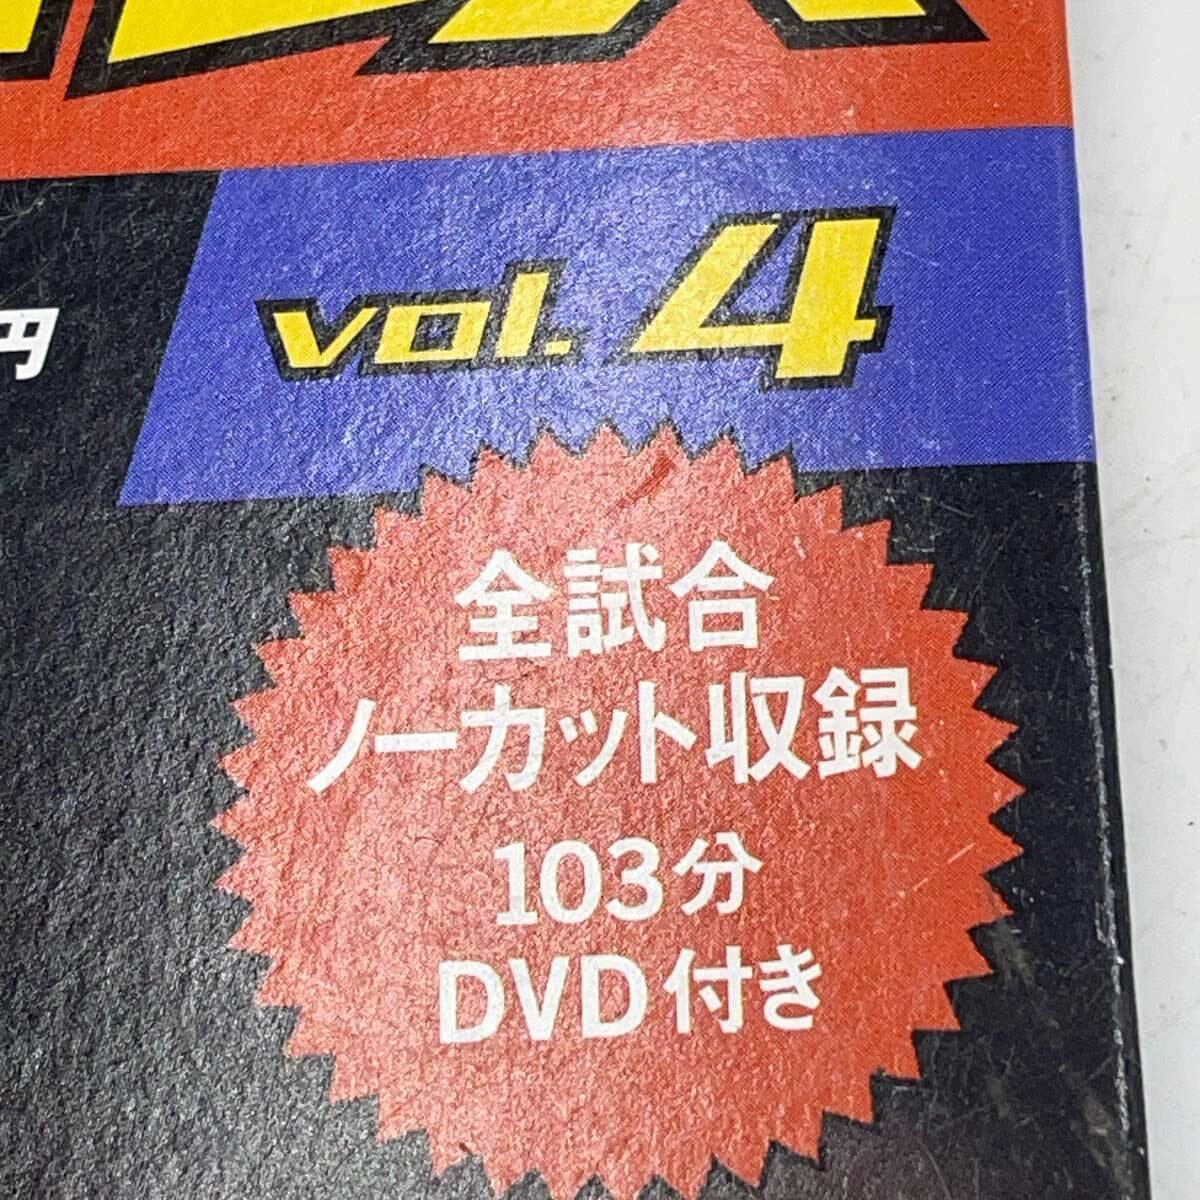 円
vol. 4
全試合
ノーカット収録
103分
DVD付き